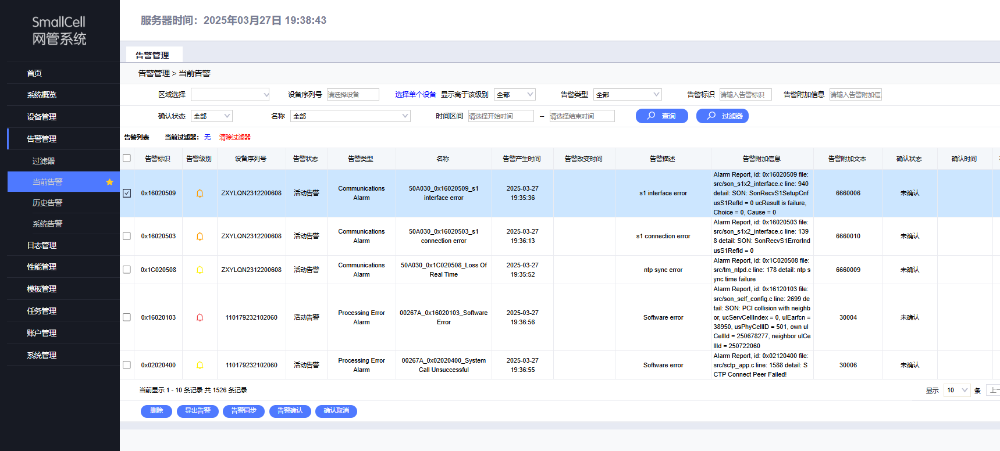 SmallCell
网管系统
服务器时间：2025年03月27日 19:38:43
首页
系统概览
设备管理
告警管理
过滤器
当前告警
历史告警
系统告警
日志管理
性能管理
模板管理
任务管理
账户管理
系统管理
告警管理
告警管理 > 当前告警
区域选择 设备序列号 请选择设备 选择单个设备 显示高于该级别 全部 告警类型 全部 告警标识 请输入告警标识 告警附加信息 请输入告警附加信息
确认状态 全部 名称 全部 时间区间 请选择开始时间 -- 请选择结束时间 查询 过滤器
告警列表 当前过滤器： 无 清除过滤器
告警标识 告警级别 设备序列号 告警状态 告警类型 名称 告警产生时间 告警改变时间 告警描述 告警附加信息 告警附加文本 确认状态 确认时间
0x16020509 ZXYLQN2312200608 活动告警
Communications
Alarm
50A030_0x16020509_s1
interface error
2025-03-27
19:35:36
s1 interface error
Alarm Report, id: 0x16020509 file:
src/son_s1x2_interface.c line: 940
detail: SON: SonRecvS1SetupCnf
usS1RefId = 0 ucResult is failure,
Choice = 0, Cause = 0
6660006 未确认
0x16020503 ZXYLQN2312200608 活动告警
Communications
Alarm
50A030_0x16020503_s1
connection error
2025-03-27
19:36:13
s1 connection error
Alarm Report, id: 0x16020503 file:
src/son_s1x2_interface.c line: 139
8 detail: SON: SonRecvS1ErrorInd
usS1RefId = 0
6660010 未确认
0x1C020508 ZXYLQN2312200608 活动告警
Communications
Alarm
50A030_0x1C020508_Loss Of
Real Time
2025-03-27
19:35:52
ntp sync error
Alarm Report, id: 0x1C020508 file:
src/tm_ntpd.c line: 178 detail: ntp s
ync time failure
6660009 未确认
0x16020103 110179232102060 活动告警
Processing Error
Alarm
00267A_0x16020103_Software
Error
2025-03-27
19:36:56
Software error
Alarm Report, id: 0x16120103 file:
src/son_self_config.c line: 2699 de
tail: SON: PCI collision with neighb
or, ucServCellIndex = 0, ulEarfcn =
38950, usPhyCellID = 501, own ul
CellId = 250678277, neighbor ulCe
llId = 250722060
30004 未确认
0x02020400 110179232102060 活动告警
Processing Error
Alarm
00267A_0x02020400_System
Call Unsuccessful
2025-03-27
19:36:55
Software error
Alarm Report, id: 0x02120400 file:
src/sctp_app.c line: 1588 detail: S
CTP Connect Peer Failed!
30006 未确认
当前显示 1 - 10 条记录 共 1526 条记录
显示 10 条 上一
删除 导出告警 告警同步 告警确认 确认取消